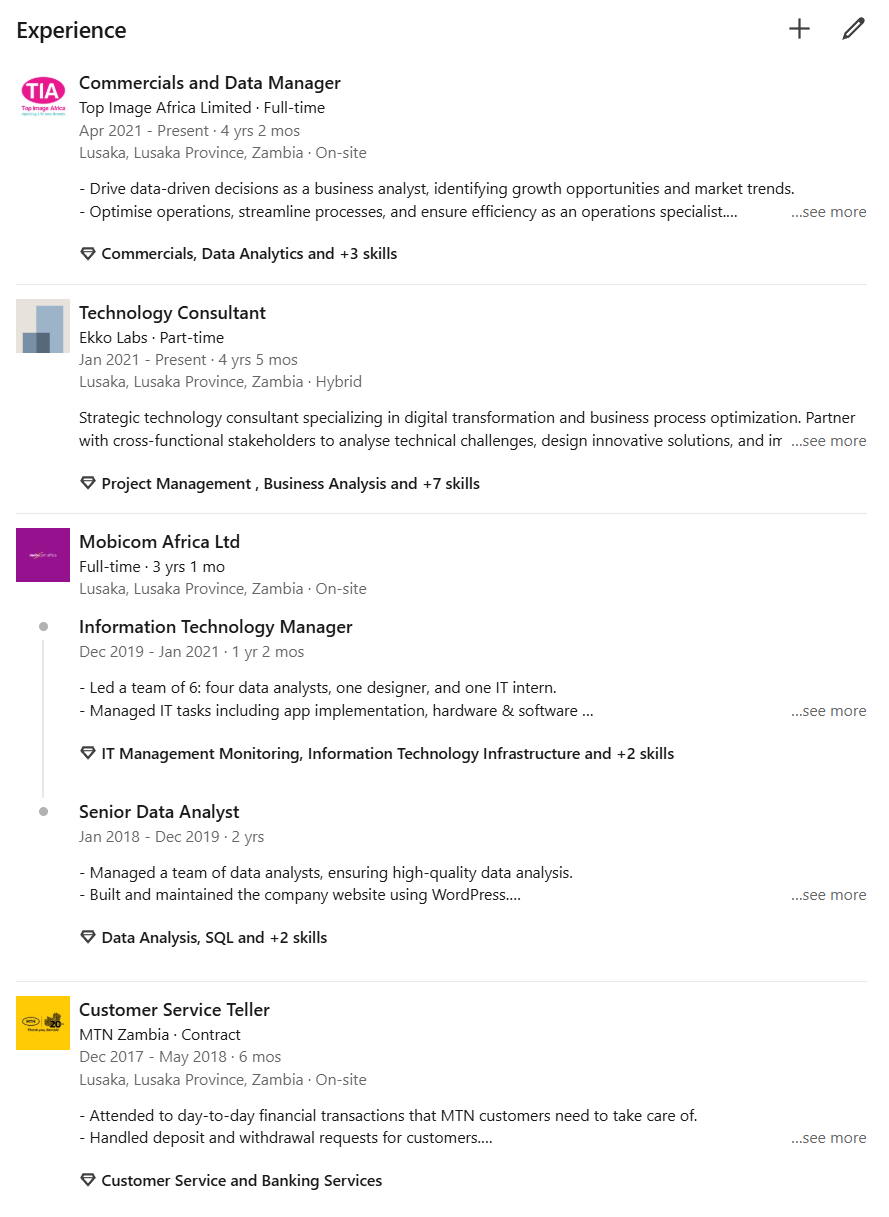 Experience
TIA
Top Image Africa
Commercials and Data Manager
Top Image Africa Limited · Full-time
Apr 2021 - Present · 4 yrs 2 mos
Lusaka, Lusaka Province, Zambia · On-site
- Drive data-driven decisions as a business analyst, identifying growth opportunities and market trends.
- Optimise operations, streamline processes, and ensure efficiency as an operations specialist.... ...see more
Commercials, Data Analytics and +3 skills
Technology Consultant
Ekko Labs · Part-time
Jan 2021 - Present · 4 yrs 5 mos
Lusaka, Lusaka Province, Zambia · Hybrid
Strategic technology consultant specializing in digital transformation and business process optimization. Partner
with cross-functional stakeholders to analyse technical challenges, design innovative solutions, and im ...see more
Project Management , Business Analysis and +7 skills
Mobicom Africa Ltd
Full-time · 3 yrs 1 mo
Lusaka, Lusaka Province, Zambia · On-site
Information Technology Manager
Dec 2019 - Jan 2021 · 1 yr 2 mos
- Led a team of 6: four data analysts, one designer, and one IT intern.
- Managed IT tasks including app implementation, hardware & software ... ...see more
IT Management Monitoring, Information Technology Infrastructure and +2 skills
Senior Data Analyst
Jan 2018 - Dec 2019 · 2 yrs
- Managed a team of data analysts, ensuring high-quality data analysis.
- Built and maintained the company website using WordPress.... ...see more
Data Analysis, SQL and +2 skills
MTN
20
Customer Service Teller
MTN Zambia · Contract
Dec 2017 - May 2018 · 6 mos
Lusaka, Lusaka Province, Zambia · On-site
- Attended to day-to-day financial transactions that MTN customers need to take care of.
- Handled deposit and withdrawal requests for customers.... ...see more
Customer Service and Banking Services